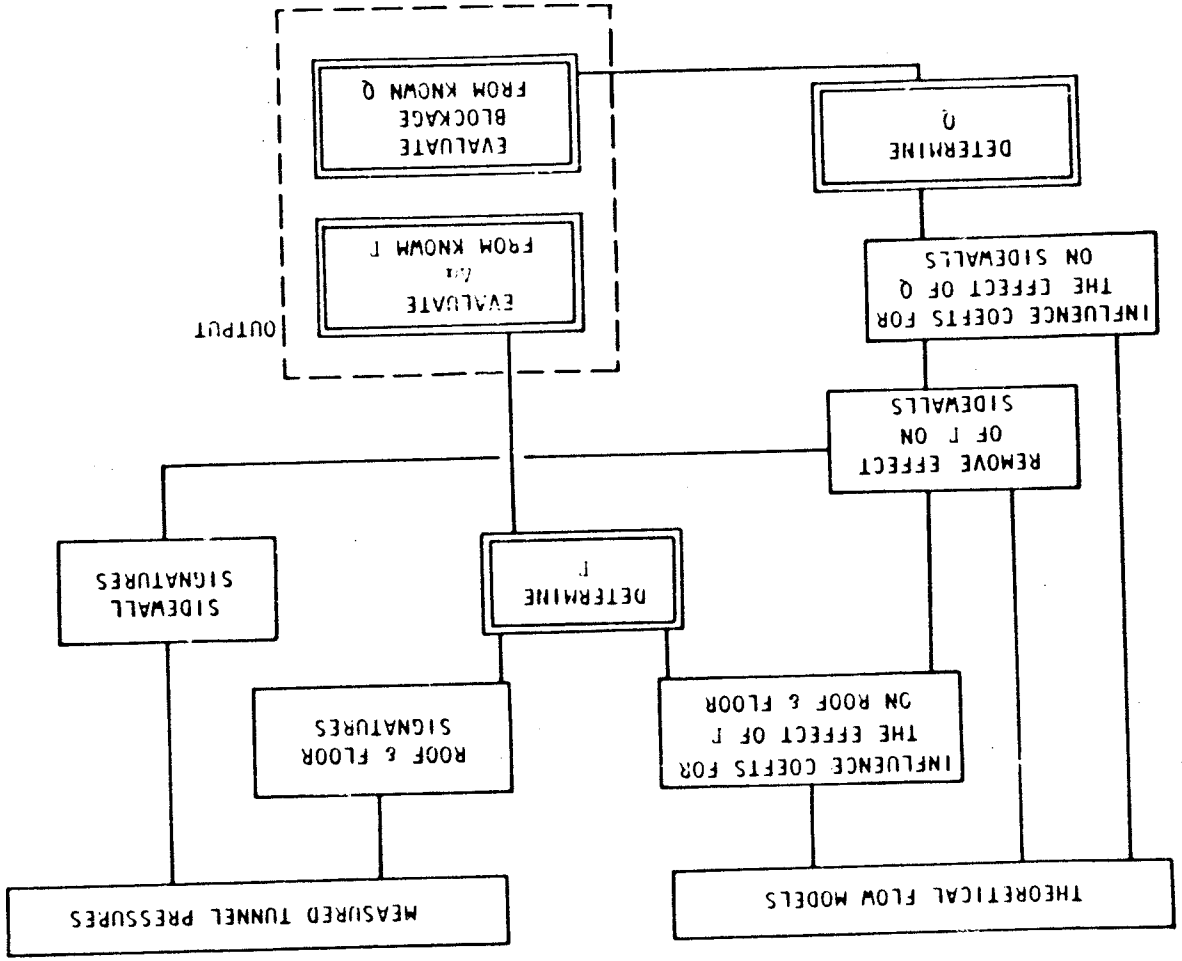 THEORETICAL FLOW MODELS
MEASURED TUNNEL PRESSURES
INFLUENCE COEFTS FOR
THE EFFECT OF Γ
ON ROOF & FLOOR
ROOF & FLOOR
SIGNATURES
SIDEWALL
SIGNATURES
DETERMINE
Γ
REMOVE EFFECT
OF Γ ON
SIDEWALLS
INFLUENCE COEFTS FOR
THE EFFECT OF Q
ON SIDEWALLS
OUTPUT
EVALUATE
FROM KNOWN Γ
DETERMINE
Q
EVALUATE
BLOCKAGE
FROM KNOWN Q